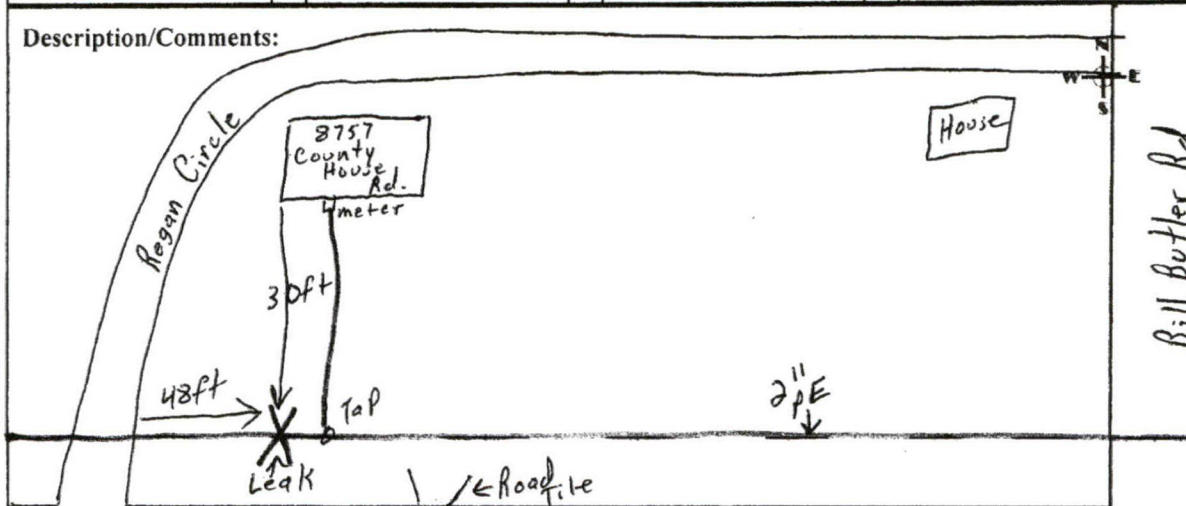 Description/Comments:
N
W E
S
Regan Circle
8757
County
House
Rd.
meter
House
Bill Butler Rd
30ft
48ft
TaP
2" pE
Leak
Road
Tile